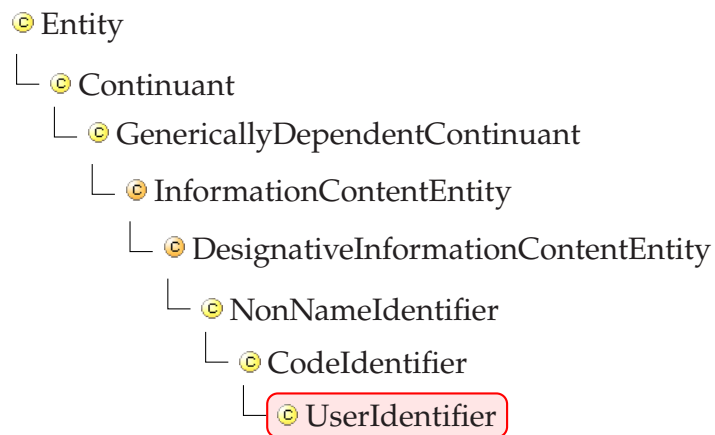 C Entity
C Continuant
C GenericallyDependentContinuant
C InformationContentEntity
C DesignativeInformationContentEntity
C NonNameIdentifier
C CodeIdentifier
C UserIdentifier